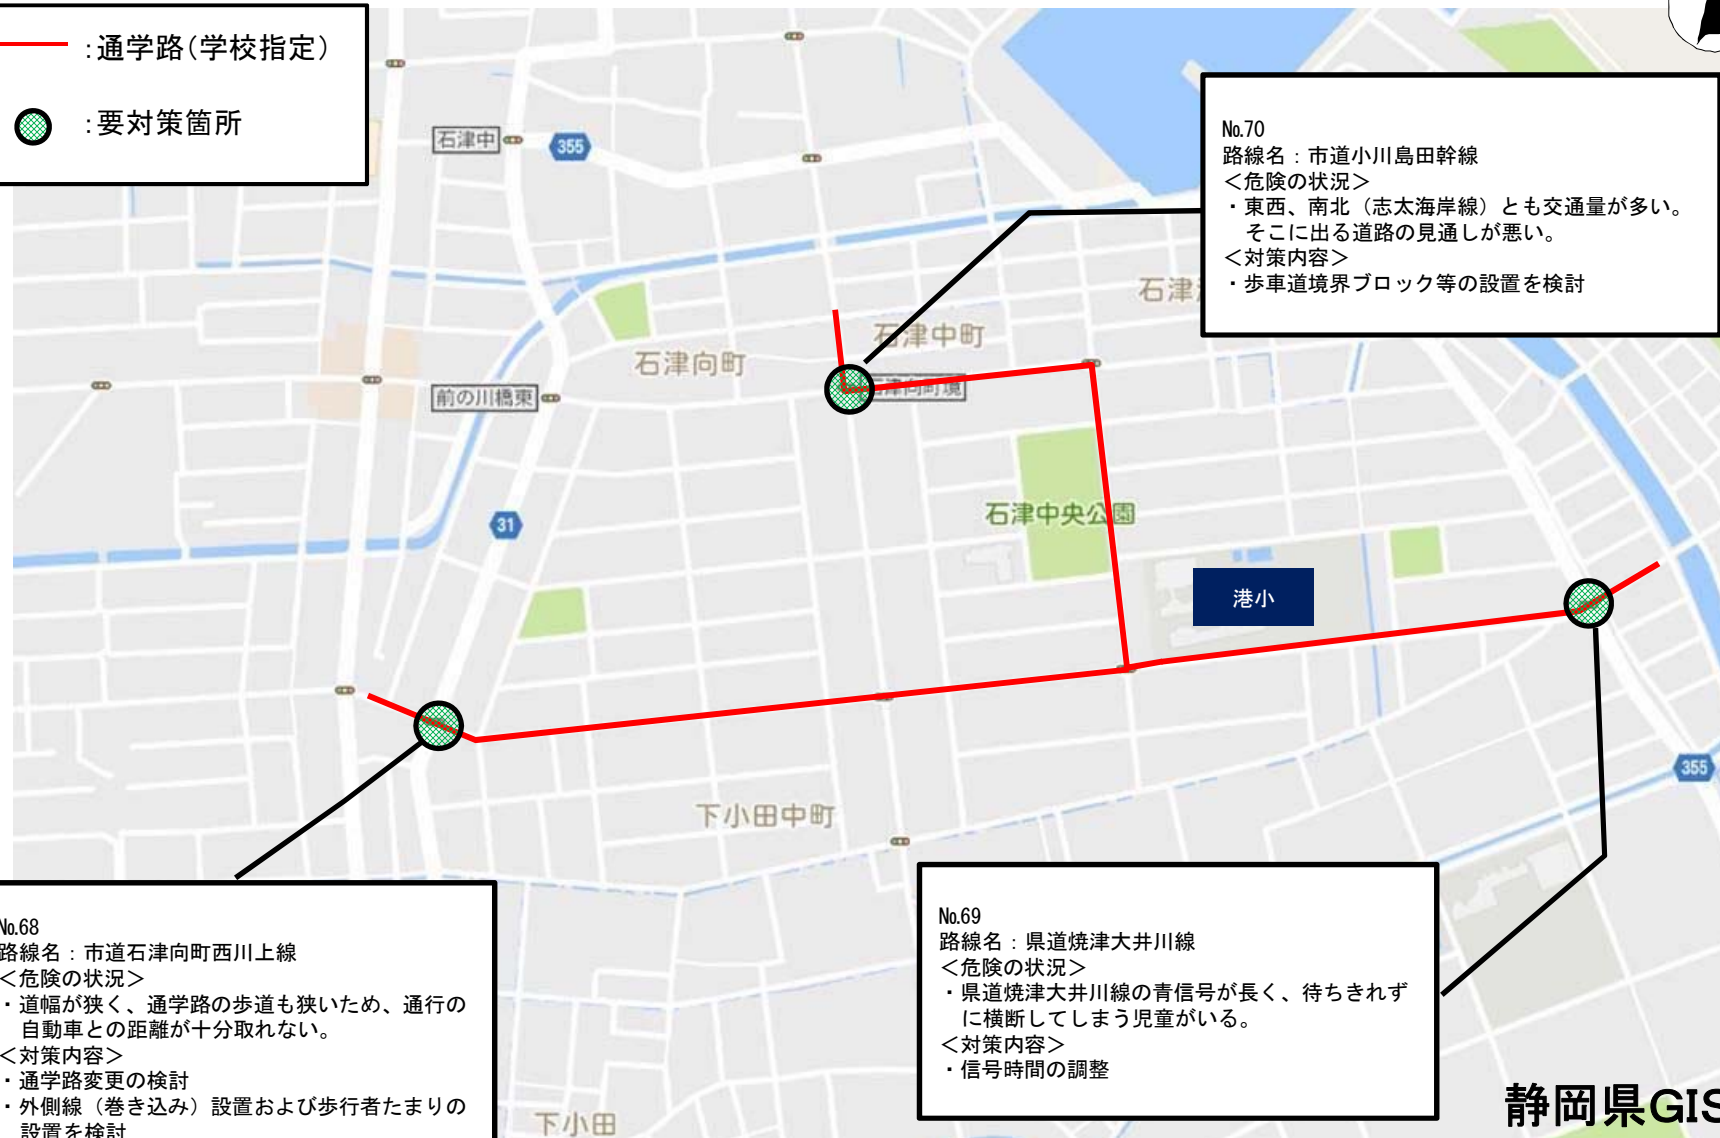 :通学路(学校指定)
:要対策箇所
石津中
355
No.70
路線名:市道小川島田幹線
<危険の状況>
・東西、南北(志太海岸線)とも交通量が多い。
そこに出る道路の見通しが悪い。
<対策内容>
・歩車道境界ブロック等の設置を検討
石津
石津中町
石津向町
前の川橋東
津向町境
31
石津中央公園
港小
355
下小田中町
No.68
路線名:市道石津向町西川上線
<危険の状況>
・道幅が狭く、通学路の歩道も狭いため、通行の
自動車との距離が十分取れない。
<対策内容>
・通学路変更の検討
・外側線(巻き込み)設置および歩行者たまりの
設置を検討
No.69
路線名:県道焼津大井川線
<危険の状況>
・県道焼津大井川線の青信号が長く、待ちきれず
に横断してしまう児童がいる。
<対策内容>
・信号時間の調整
下小田
静岡県GIS